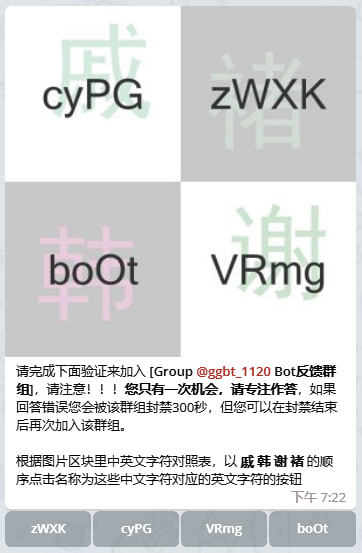 戚 褚
cyPG zWXK
韩 谢
boOt VRmg
请完成下面验证来加入 [Group @ggbt_1120 Bot反馈群
组]，请注意！！！ 您只有一次机会，请专注作答，如果
回答错误您会被该群组封禁300秒，但您可以在封禁结束
后再次加入该群组。
根据图片区块里中英文字符对照表，以 戚 韩 谢 褚 的顺
序点击名称为这些中文字符对应的英文字符的按钮
下午 7:22
zWXK cyPG VRmg boOt